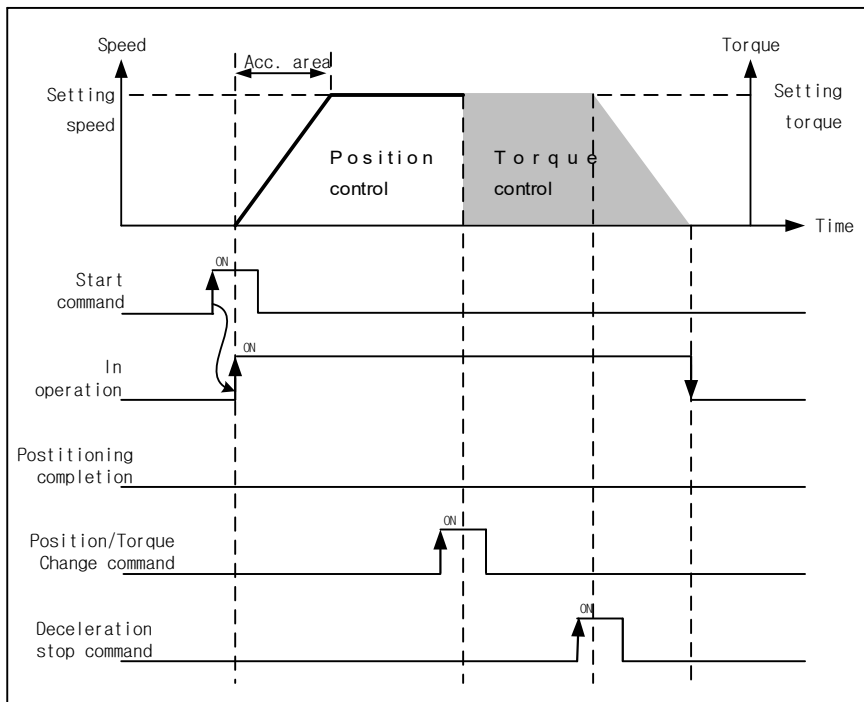 Speed
Torque
Acc. area
Setting
speed
Setting
torque
Position
control
Torque
control
Time
ON
Start
command
ON
In
operation
Postitioning
completion
ON
Position/Torque
Change command
ON
Deceleration
stop command